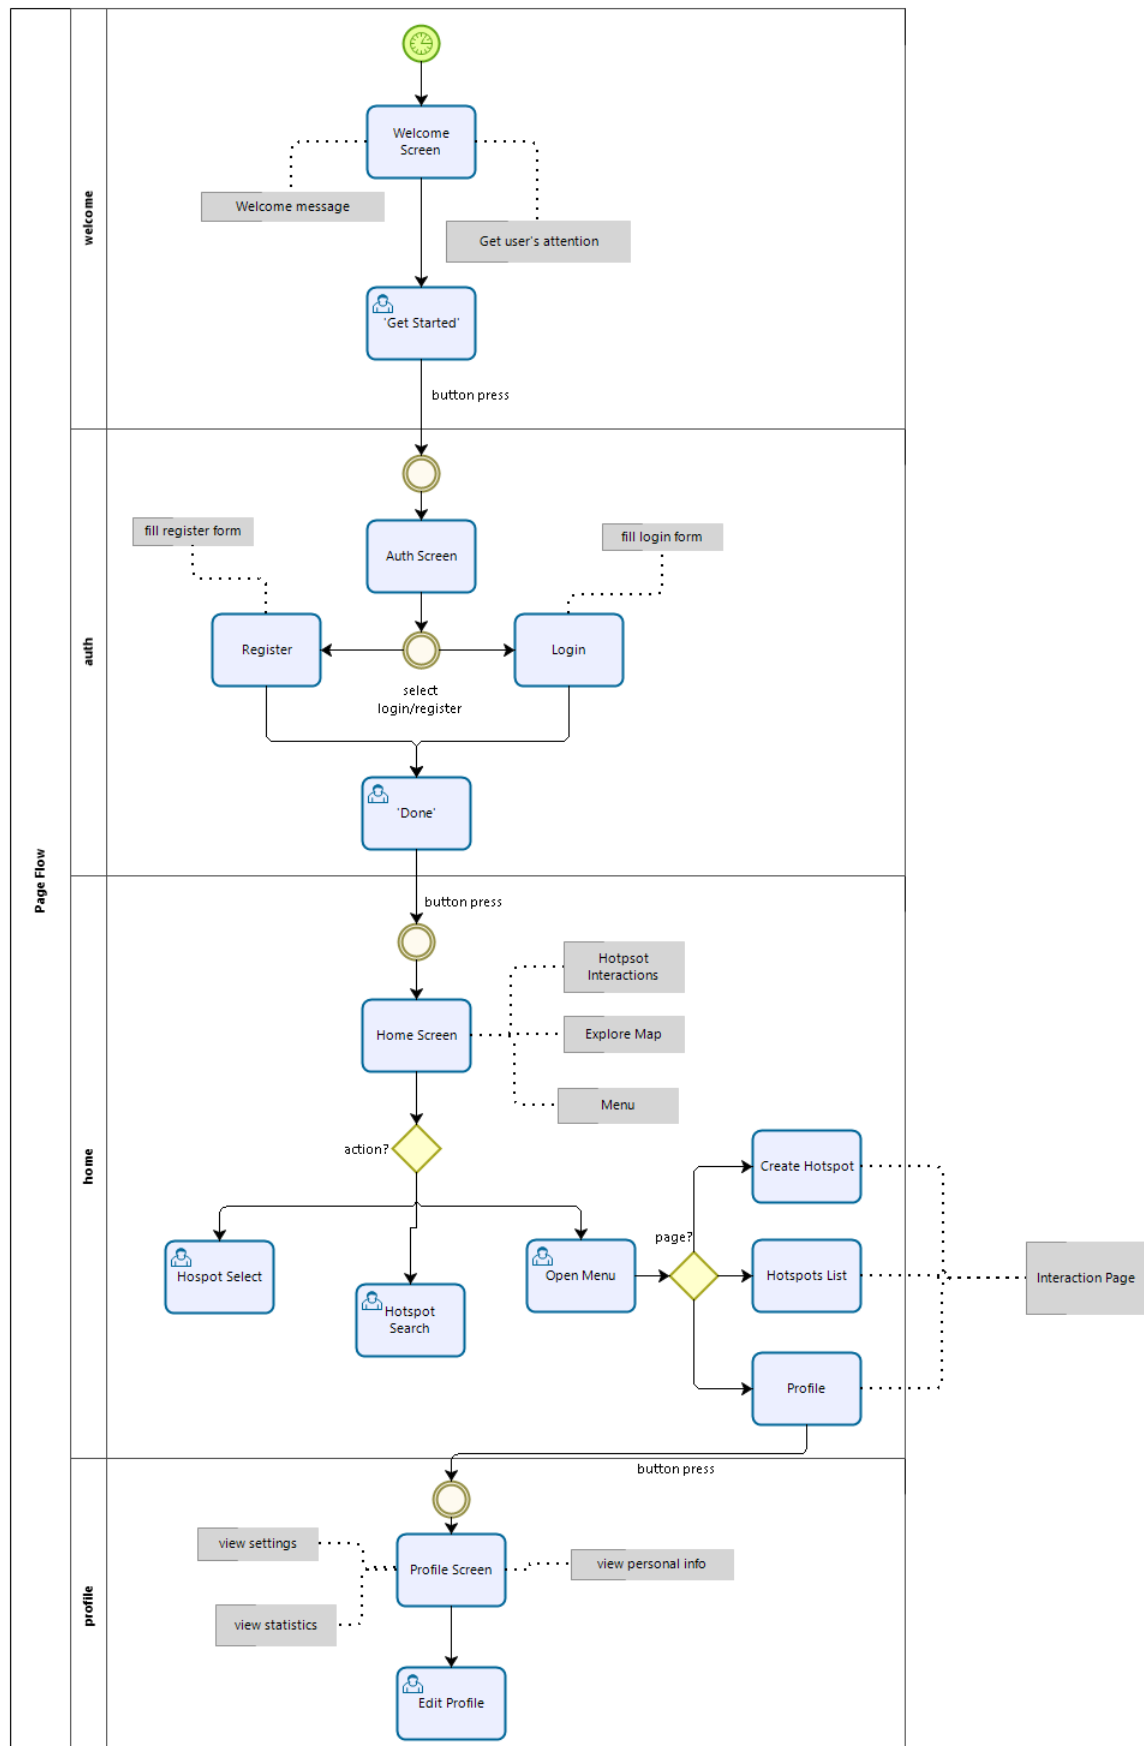 Page Flow
welcome
Welcome
Screen
Welcome message
Get user's attention
'Get Started'
button press
auth
fill register form
fill login form
Auth Screen
Register
Login
select
login/register
'Done'
button press
home
Hotpsot
Interactions
Home Screen
Explore Map
Menu
action?
Create Hotspot
page?
Hospot Select
Open Menu
Hotspots List
Interaction Page
Hotspot
Search
Profile
button press
profile
view settings
Profile Screen
view personal info
view statistics
Edit Profile